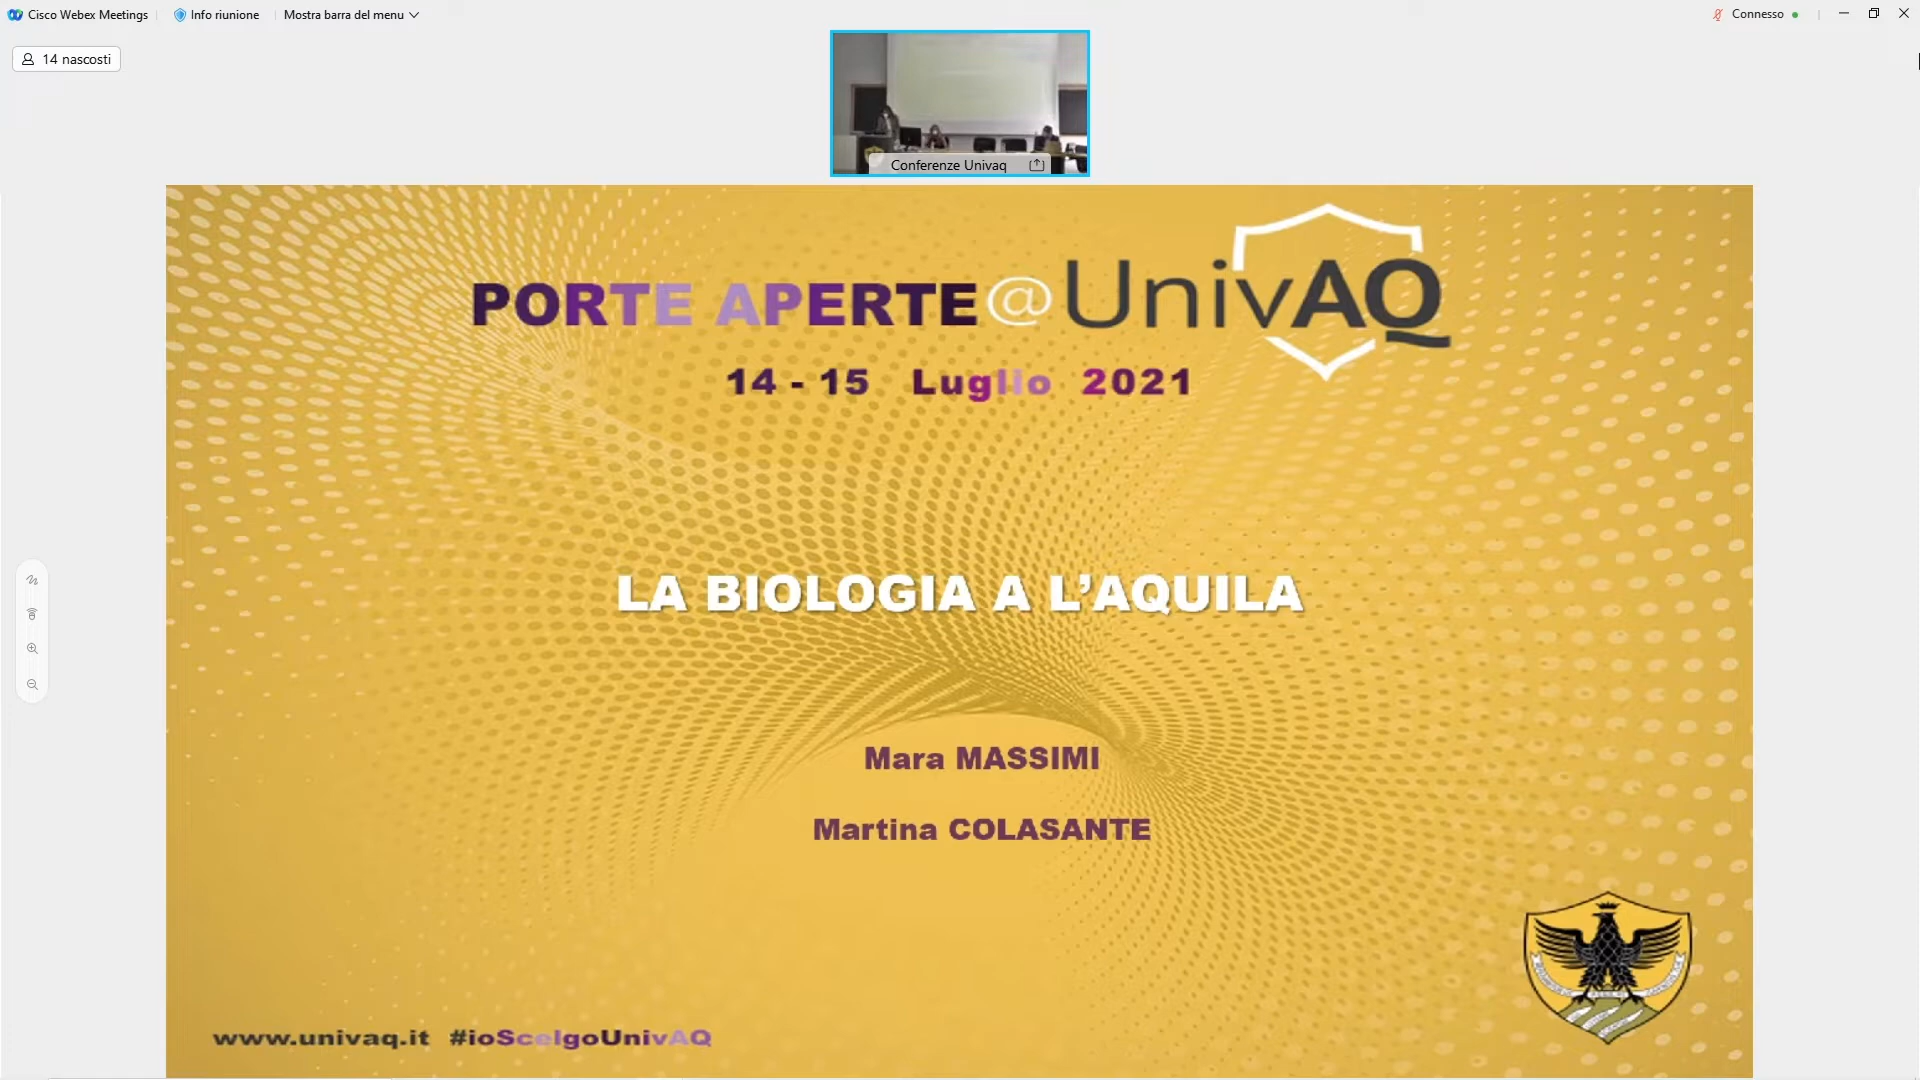 Cisco Webex Meetings
Info riunione
Mostra barra del menu
Connesso
14 nascosti
Conferenze Univaq
PORTE APERTE@UnivAQ
14 - 15 Luglio 2021
LA BIOLOGIA A L’AQUILA
Mara MASSIMI
Martina COLASANTE
www.univaq.it #ioScelgoUnivAQ